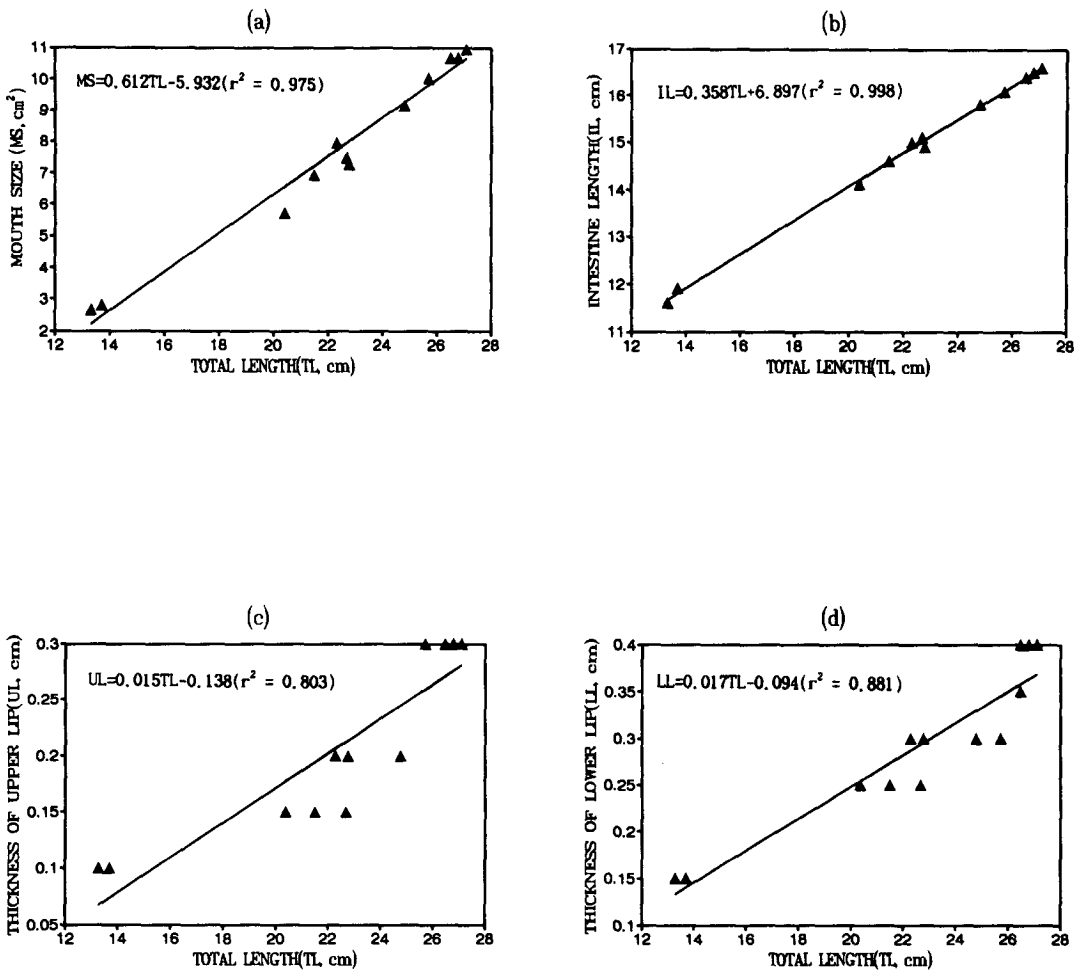 (a)
MS=0.612TL-5.932(r² = 0.975)
MOUTH SIZE (MS, cm²)
11
10
9
8
7
6
5
4
3
2
12 14 16 18 20 22 24 26 28
TOTAL LENGTH(TL, cm)
(b)
IL=0.358TL+6.897(r² = 0.998)
INTESTINE LENGTH(IL, cm)
17
16
15
14
13
12
11
12 14 16 18 20 22 24 26 28
TOTAL LENGTH(TL, cm)
(c)
UL=0.015TL-0.138(r² = 0.803)
THICKNESS OF UPPER LIP(UL, cm)
0.3
0.25
0.2
0.15
0.1
0.05
12 14 16 18 20 22 24 26 28
TOTAL LENGTH(TL, cm)
(d)
LL=0.017TL-0.094(r² = 0.881)
THICKNESS OF LOWER LIP(LL, cm)
0.4
0.35
0.3
0.25
0.2
0.15
0.1
12 14 16 18 20 22 24 26 28
TOTAL LENGTH(TL, cm)